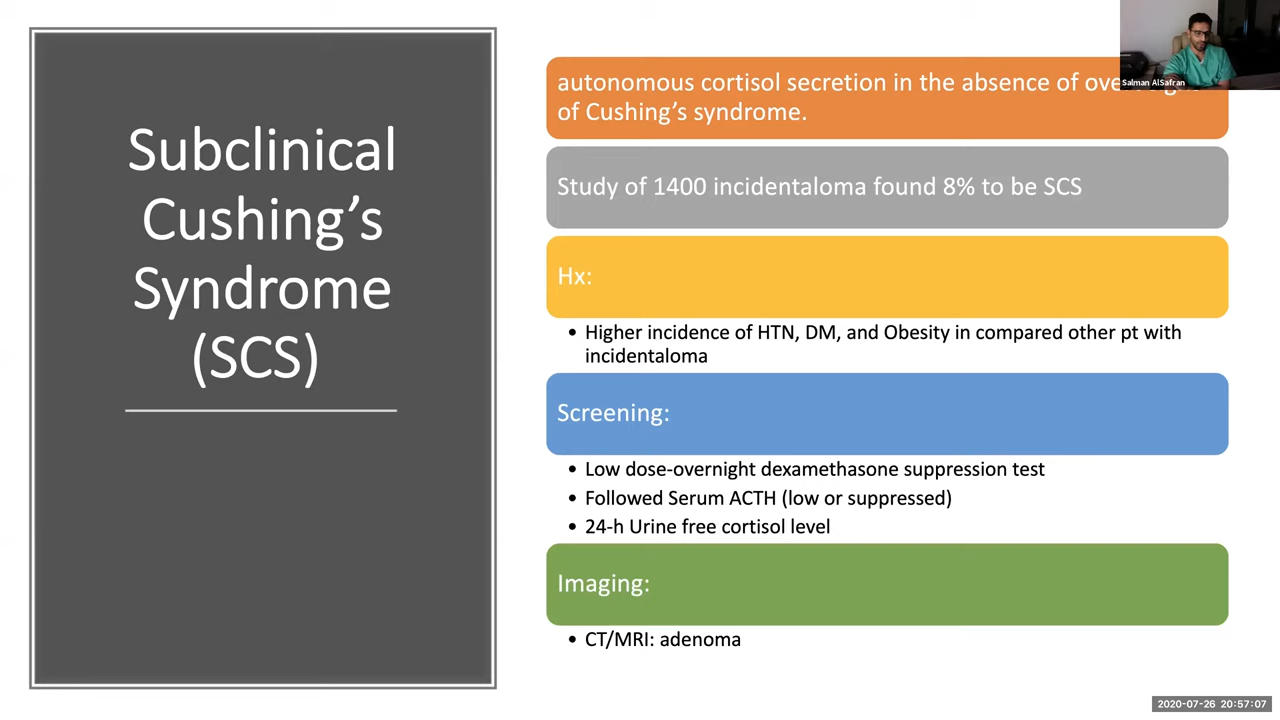 Subclinical
Cushing's
Syndrome
(SCS)
autonomous cortisol secretion in the absence of
of Cushing's syndrome.
Study of 1400 incidentaloma found 8% to be SCS
Hx:
• Higher incidence of HTN, DM, and Obesity in compared other pt with
incidentaloma
Screening:
• Low dose-overnight dexamethasone suppression test
• Followed Serum ACTH (low or suppressed)
• 24-h Urine free cortisol level
Imaging:
• CT/MRI: adenoma
Salman AlSafran
2020-07-26 20:57:07